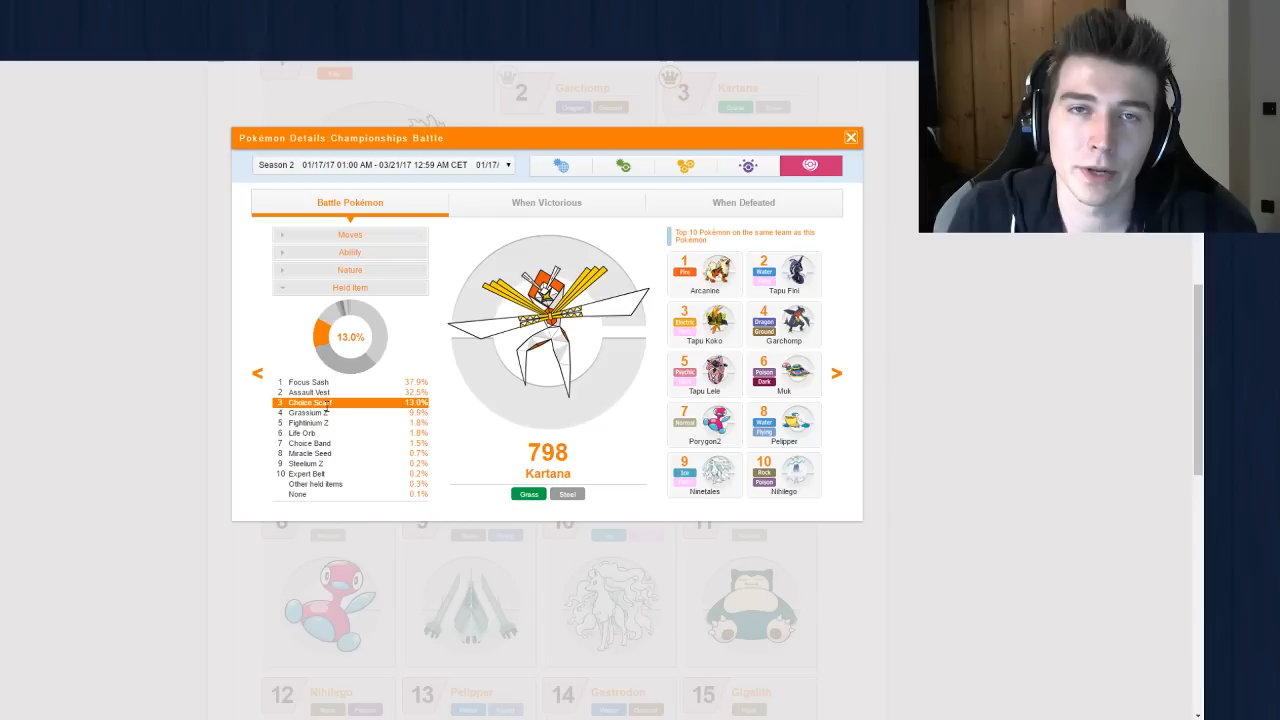 2
Garchomp
Dragon
Ground
3
Kartana
Grass
Steel
Pokémon Details Championships Battle
Season 2 01/17/17 01:00 AM - 03/21/17 12:59 AM CET 01/17/
Battle Pokémon
When Victorious
When Defeated
Moves
Ability
Nature
Held Item
13.0%
1 Focus Sash 37.9%
2 Assault Vest 32.5%
3 Choice Scarf 13.0%
4 Grassium Z 9.9%
5 Fightinium Z 1.8%
6 Life Orb 1.8%
7 Choice Band 1.5%
8 Miracle Seed 0.7%
9 Steelium Z 0.2%
10 Expert Belt 0.2%
Other held items 0.3%
None 0.1%
798
Kartana
Grass
Steel
Top 10 Pokémon on the same team as this
Pokémon
1
Fire
Arcanine
2
Water
Fairy
Tapu Fini
3
Electric
Fairy
Tapu Koko
4
Dragon
Ground
Garchomp
5
Psychic
Fairy
Tapu Lele
6
Poison
Dark
Muk
7
Normal
Porygon2
8
Water
Flying
Pelipper
9
Ice
Fairy
Ninetales
10
Rock
Poison
Nihilego
12
Nihilego
13
Pelipper
14
Gastrodon
15
Gigalith